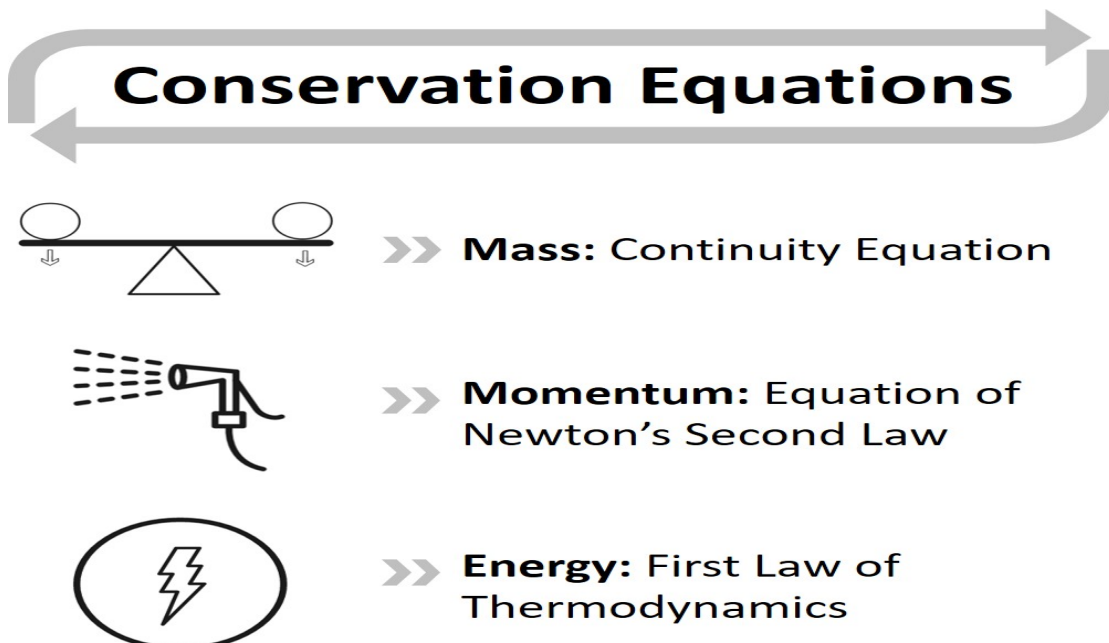 Conservation Equations
Mass: Continuity Equation
Momentum: Equation of
Newton’s Second Law
Energy: First Law of
Thermodynamics